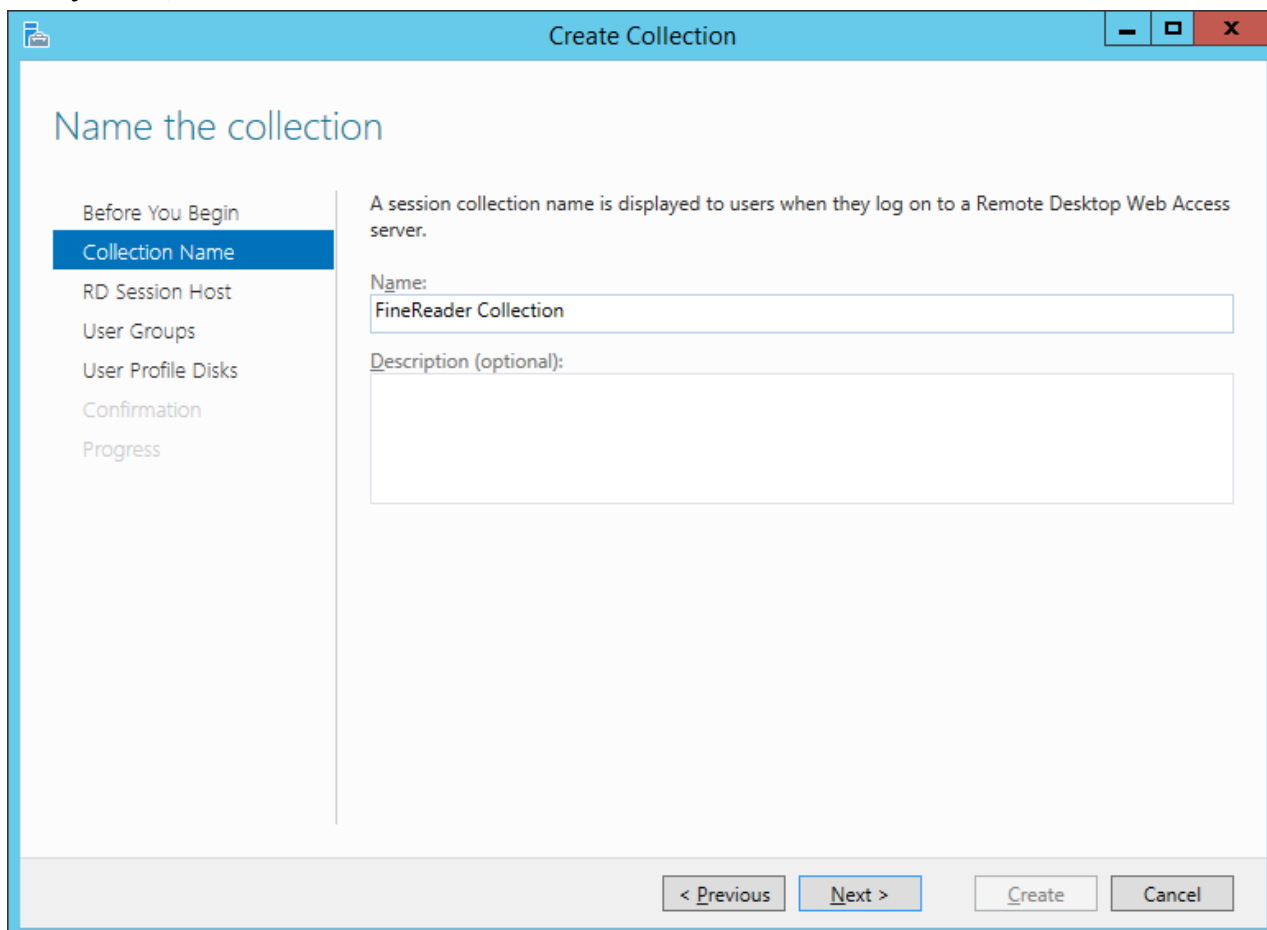 Create Collection
Name the collection
Before You Begin
Collection Name
RD Session Host
User Groups
User Profile Disks
Confirmation
Progress
A session collection name is displayed to users when they log on to a Remote Desktop Web Access
server.
Name:
FineReader Collection
Description (optional):
< Previous
Next >
Create
Cancel